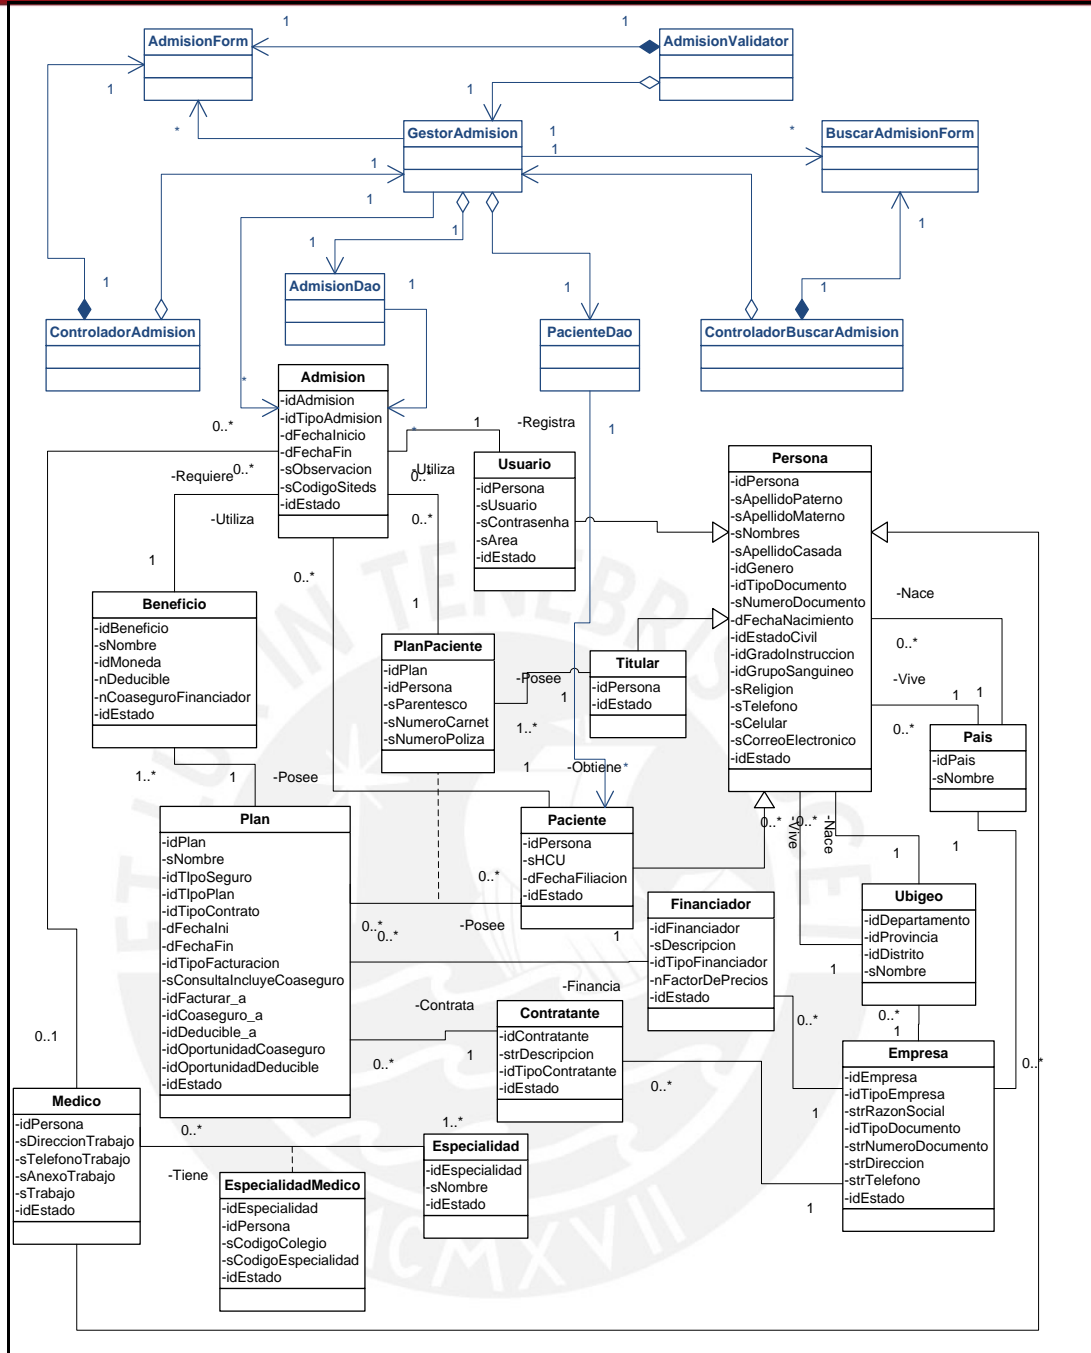 1
1
AdmisionForm
AdmisionValidator
1
1
*
GestorAdmision
1
1
*
BuscarAdmisionForm
1
1
1
1
1
1
1
1
AdmisionDao
1
1
1
ControladorAdmision
PacienteDao
ControladorBuscarAdmision
Admision
-idAdmision
-idTipoAdmision
-dFechaInicio
-dFechaFin
-sObservacion
-sCodigoSiteds
-idEstado
*
*
0..*
1
-Registra
1
-Requiere
0..*
-Utiliza
0..*
-Utiliza
0..*
Usuario
-idPersona
-sUsuario
-sContrasenha
-sArea
-idEstado
Persona
-idPersona
-sApellidoPaterno
-sApellidoMaterno
-sNombres
-sApellidoCasada
-idGenero
-idTipoDocumento
-sNumeroDocumento
-dFechaNacimiento
-idEstadoCivil
-idGradoInstruccion
-idGrupoSanguineo
-sReligion
-sTelefono
-sCelular
-sCorreoElectronico
-idEstado
1
0..*
1
-Nace
0..*
-Vive
1
1
0..*
Beneficio
-idBeneficio
-sNombre
-idMoneda
-nDeducible
-nCoaseguroFinanciador
-idEstado
PlanPaciente
-idPlan
-idPersona
-sParentesco
-sNumeroCarnet
-sNumeroPoliza
-Posee
1
1..*
Titular
-idPersona
-idEstado
Pais
-idPais
-sNombre
1..*
1
-Posee
1
-Obtiene
*
0..*
0..*
-Vive
-Nace
Plan
-idPlan
-sNombre
-idTIpoSeguro
-idTIpoPlan
-idTipoContrato
-dFechaIni
-dFechaFin
-idTipoFacturacion
-sConsultaIncluyeCoaseguro
-idFacturar_a
-idCoaseguro_a
-idDeducible_a
-idOportunidadCoaseguro
-idOportunidadDeducible
-idEstado
Paciente
-idPersona
-sHCU
-dFechaFiliacion
-idEstado
1
1
0..*
0..*
0..*
-Posee
1
Financiador
-idFinanciador
-sDescripcion
-idTipoFinanciador
-nFactorDePrecios
-idEstado
Ubigeo
-idDepartamento
-idProvincia
-idDistrito
-sNombre
1
-Financia
-Contrata
0..*
1
Contratante
-idContratante
-strDescripcion
-idTipoContratante
-idEstado
0..*
0..*
0..*
1
0..*
0..1
Empresa
-idEmpresa
-idTipoEmpresa
-strRazonSocial
-idTipoDocumento
-strNumeroDocumento
-strDireccion
-strTelefono
-idEstado
1
1
Medico
-idPersona
-sDireccionTrabajo
-sTelefonoTrabajo
-sAnexoTrabajo
-sTrabajo
-idEstado
0..*
1..*
-Tiene
Especialidad
-idEspecialidad
-sNombre
-idEstado
EspecialidadMedico
-idEspecialidad
-idPersona
-sCodigoColegio
-sCodigoEspecialidad
-idEstado
ET LUX IN TENEBRIS LUCET
MCMXVII